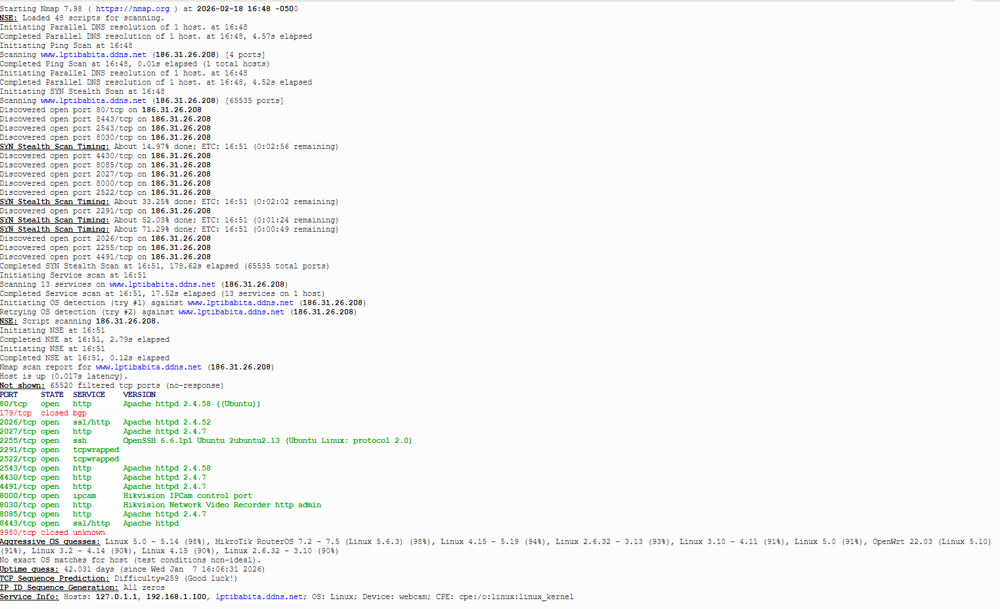 Starting Nmap 7.98 ( https://nmap.org ) at 2026-02-18 16:48 -0500
NSE: Loaded 48 scripts for scanning.
Initiating Parallel DNS resolution of 1 host. at 16:48
Completed Parallel DNS resolution of 1 host. at 16:48, 4.57s elapsed
Initiating Ping Scan at 16:48
Scanning www.lptibabita.ddns.net (186.31.26.208) [4 ports]
Completed Ping Scan at 16:48, 0.01s elapsed (1 total hosts)
Initiating Parallel DNS resolution of 1 host. at 16:48
Completed Parallel DNS resolution of 1 host. at 16:48, 4.52s elapsed
Initiating SYN Stealth Scan at 16:48
Scanning www.lptibabita.ddns.net (186.31.26.208) [65535 ports]
Discovered open port 80/tcp on 186.31.26.208
Discovered open port 8443/tcp on 186.31.26.208
Discovered open port 2543/tcp on 186.31.26.208
Discovered open port 8030/tcp on 186.31.26.208
SYN Stealth Scan Timing: About 14.97% done; ETC: 16:51 (0:02:56 remaining)
Discovered open port 4430/tcp on 186.31.26.208
Discovered open port 8085/tcp on 186.31.26.208
Discovered open port 2027/tcp on 186.31.26.208
Discovered open port 8000/tcp on 186.31.26.208
Discovered open port 2522/tcp on 186.31.26.208
SYN Stealth Scan Timing: About 33.25% done; ETC: 16:51 (0:02:02 remaining)
Discovered open port 2291/tcp on 186.31.26.208
SYN Stealth Scan Timing: About 52.03% done; ETC: 16:51 (0:01:24 remaining)
SYN Stealth Scan Timing: About 71.29% done; ETC: 16:51 (0:00:49 remaining)
Discovered open port 2026/tcp on 186.31.26.208
Discovered open port 2255/tcp on 186.31.26.208
Discovered open port 4491/tcp on 186.31.26.208
Completed SYN Stealth Scan at 16:51, 178.62s elapsed (65535 total ports)
Initiating Service scan at 16:51
Scanning 13 services on www.lptibabita.ddns.net (186.31.26.208)
Completed Service scan at 16:51, 17.52s elapsed (13 services on 1 host)
Initiating OS detection (try #1) against www.lptibabita.ddns.net (186.31.26.208)
Retrying OS detection (try #2) against www.lptibabita.ddns.net (186.31.26.208)
NSE: Script scanning 186.31.26.208.
Initiating NSE at 16:51
Completed NSE at 16:51, 2.79s elapsed
Initiating NSE at 16:51
Completed NSE at 16:51, 0.12s elapsed
Nmap scan report for www.lptibabita.ddns.net (186.31.26.208)
Host is up (0.017s latency).
Not shown: 65520 filtered tcp ports (no-response)
PORT STATE SERVICE VERSION
80/tcp open http Apache httpd 2.4.58 ((Ubuntu))
179/tcp closed bgp
2026/tcp open ssl/http Apache httpd 2.4.52
2027/tcp open http Apache httpd 2.4.7
2255/tcp open ssh OpenSSH 6.6.1p1 Ubuntu 2ubuntu2.13 (Ubuntu Linux; protocol 2.0)
2291/tcp open tcpwrapped
2522/tcp open tcpwrapped
2543/tcp open http Apache httpd 2.4.58
4430/tcp open http Apache httpd 2.4.7
4491/tcp open http Apache httpd 2.4.7
8000/tcp open ipcam Hikvision IPCam control port
8030/tcp open http Hikvision Network Video Recorder http admin
8085/tcp open http Apache httpd 2.4.7
8443/tcp open ssl/http Apache httpd
9980/tcp closed unknown
Aggressive OS guesses: Linux 5.0 - 5.14 (98%), MikroTik RouterOS 7.2 - 7.5 (Linux 5.6.3) (98%), Linux 4.15 - 5.19 (94%), Linux 2.6.32 - 3.13 (93%), Linux 3.10 - 4.11 (91%), Linux 5.0 (91%), OpenWrt 22.03 (Linux 5.10)
(91%), Linux 3.2 - 4.14 (90%), Linux 4.15 (90%), Linux 2.6.32 - 3.10 (90%)
No exact OS matches for host (test conditions non-ideal).
Uptime guess: 42.031 days (since Wed Jan  7 16:06:31 2026)
TCP Sequence Prediction: Difficulty=259 (Good luck!)
IP ID Sequence Generation: All zeros
Service Info: Hosts: 127.0.1.1, 192.168.1.100, lptibabita.ddns.net; OS: Linux; Device: webcam; CPE: cpe:/o:linux:linux_kernel